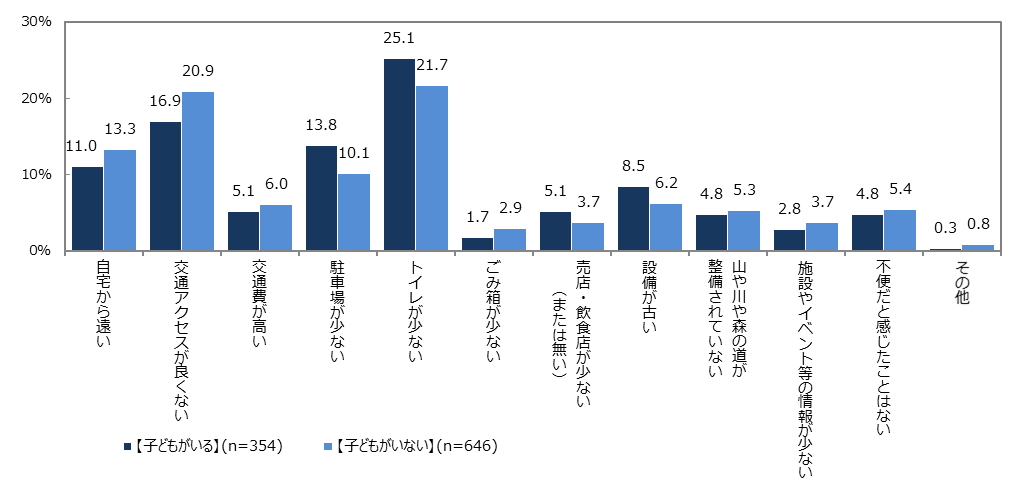 30%
20%
10%
0%
11.0
13.3
16.9
20.9
5.1
6.0
13.8
10.1
25.1
21.7
1.7
2.9
5.1
3.7
8.5
6.2
4.8
5.3
2.8
3.7
4.8
5.4
0.3
0.8
自宅から遠い
交通アクセスが良くない
交通費が高い
駐車場が少ない
トイレが少ない
ごみ箱が少ない
売店・飲食店が少ない
（または無い）
設備が古い
山や川や森の道が
整備されていない
施設やイベント等の情報が少ない
不便だと感じたことはない
その他
【子どもがいる】(n=354)
【子どもがいない】(n=646)